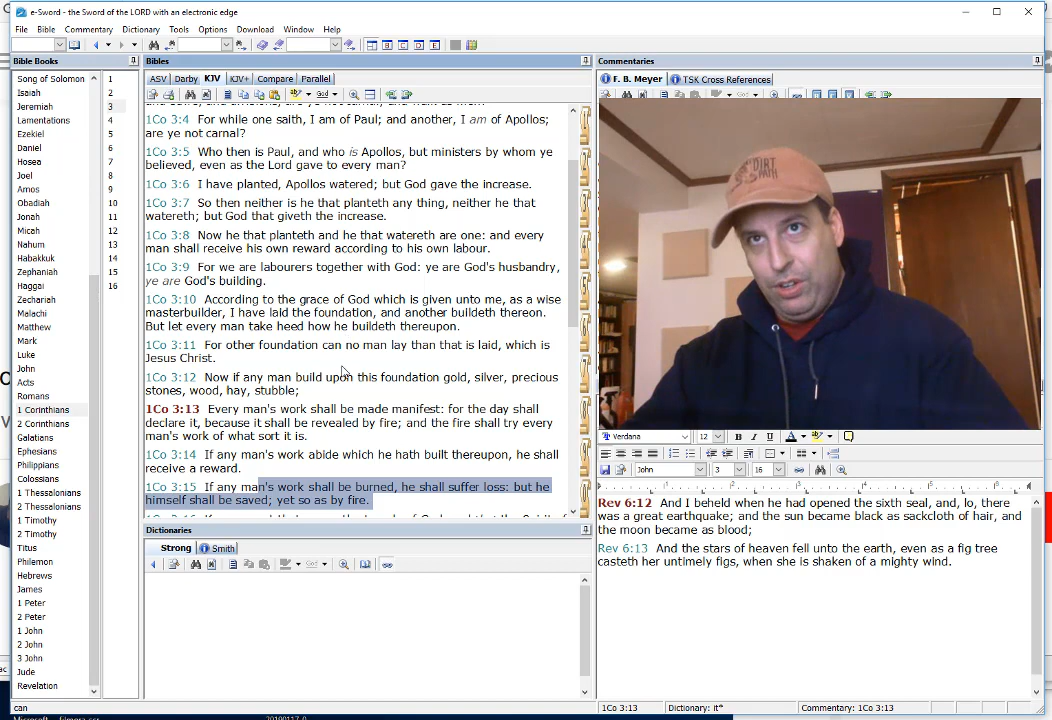 e-Sword - the Sword of the LORD with an electronic edge
File Bible Commentary Dictionary Tools Options Download Window Help
B C D E
Bible Books
Song of Solomon
Isaiah
Jeremiah
Lamentations
Ezekiel
Daniel
Hosea
Joel
Amos
Obadiah
Jonah
Micah
Nahum
Habakkuk
Zephaniah
Haggai
Zechariah
Malachi
Matthew
Mark
Luke
John
Acts
Romans
1 Corinthians
2 Corinthians
Galatians
Ephesians
Philippians
Colossians
1 Thessalonians
2 Thessalonians
1 Timothy
2 Timothy
Titus
Philemon
Hebrews
James
1 Peter
2 Peter
1 John
2 John
3 John
Jude
Revelation
1
2
3
4
5
6
7
8
9
10
11
12
13
14
15
16
Bibles
ASV Darby KJV KJV+ Compare Parallel
God
1Co 3:4 For while one saith, I am of Paul; and another, I am of Apollos;
are ye not carnal?
1Co 3:5 Who then is Paul, and who is Apollos, but ministers by whom ye
believed, even as the Lord gave to every man?
1Co 3:6 I have planted, Apollos watered; but God gave the increase.
1Co 3:7 So then neither is he that planteth any thing, neither he that
watereth; but God that giveth the increase.
1Co 3:8 Now he that planteth and he that watereth are one: and every
man shall receive his own reward according to his own labour.
1Co 3:9 For we are labourers together with God: ye are God's husbandry,
ye are God's building.
1Co 3:10 According to the grace of God which is given unto me, as a wise
masterbuilder, I have laid the foundation, and another buildeth thereon.
But let every man take heed how he buildeth thereupon.
1Co 3:11 For other foundation can no man lay than that is laid, which is
Jesus Christ.
1Co 3:12 Now if any man build upon this foundation gold, silver, precious
stones, wood, hay, stubble;
1Co 3:13 Every man's work shall be made manifest: for the day shall
declare it, because it shall be revealed by fire; and the fire shall try every
man's work of what sort it is.
1Co 3:14 If any man's work abide which he hath built thereupon, he shall
receive a reward.
1Co 3:15 If any man's work shall be burned, he shall suffer loss: but he
himself shall be saved; yet so as by fire.
1
2
3
4
5
6
7
8
9
Dictionaries
Strong Smith
God
Commentaries
F. B. Meyer TSK Cross References
DIRT
PATH
Verdana 12 B I U A
John 3 16
1 2 3 4 5 6
Rev 6:12 And I beheld when he had opened the sixth seal, and, lo, there
was a great earthquake; and the sun became black as sackcloth of hair, and
the moon became as blood;
Rev 6:13 And the stars of heaven fell unto the earth, even as a fig tree
casteth her untimely figs, when she is shaken of a mighty wind.
can
1Co 3:13 Dictionary: it* Commentary: 1Co 3:13